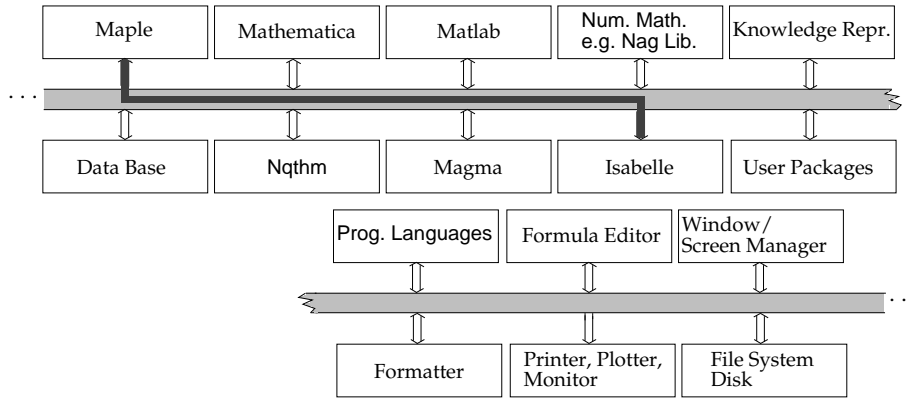 Maple
Mathematica
Matlab
Num. Math.
e.g. Nag Lib.
Knowledge Repr.
. . .
Data Base
Nqthm
Magma
Isabelle
User Packages
Prog. Languages
Formula Editor
Window/
Screen Manager
. .
Formatter
Printer, Plotter,
Monitor
File System
Disk